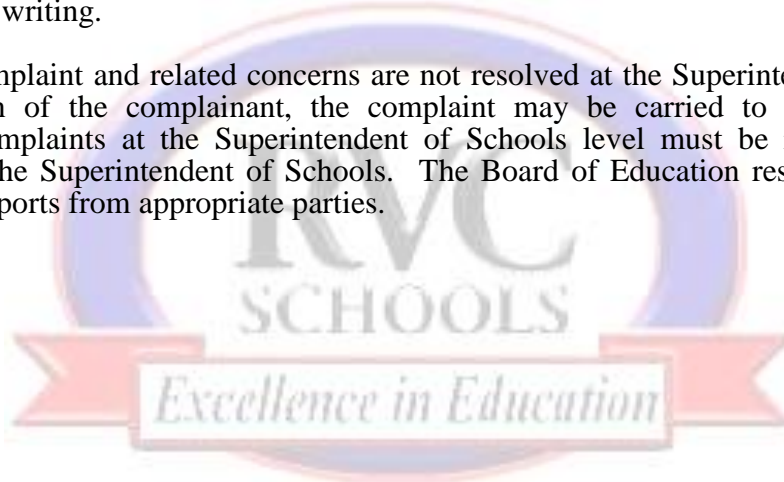 writing.
mplaint and related concerns are not resolved at the Superinte
n of the complainant, the complaint may be carried to
mplaints at the Superintendent of Schools level must be
he Superintendent of Schools. The Board of Education res
ports from appropriate parties.
RVC
SCHOOLS
Excellence in Education